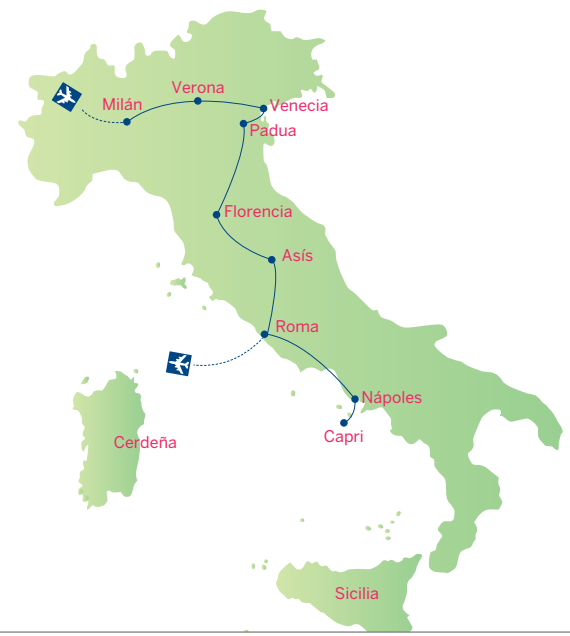 Verona
Milán
Venecia
Padua
Florencia
Asís
Roma
Nápoles
Capri
Cerdeña
Sicilia